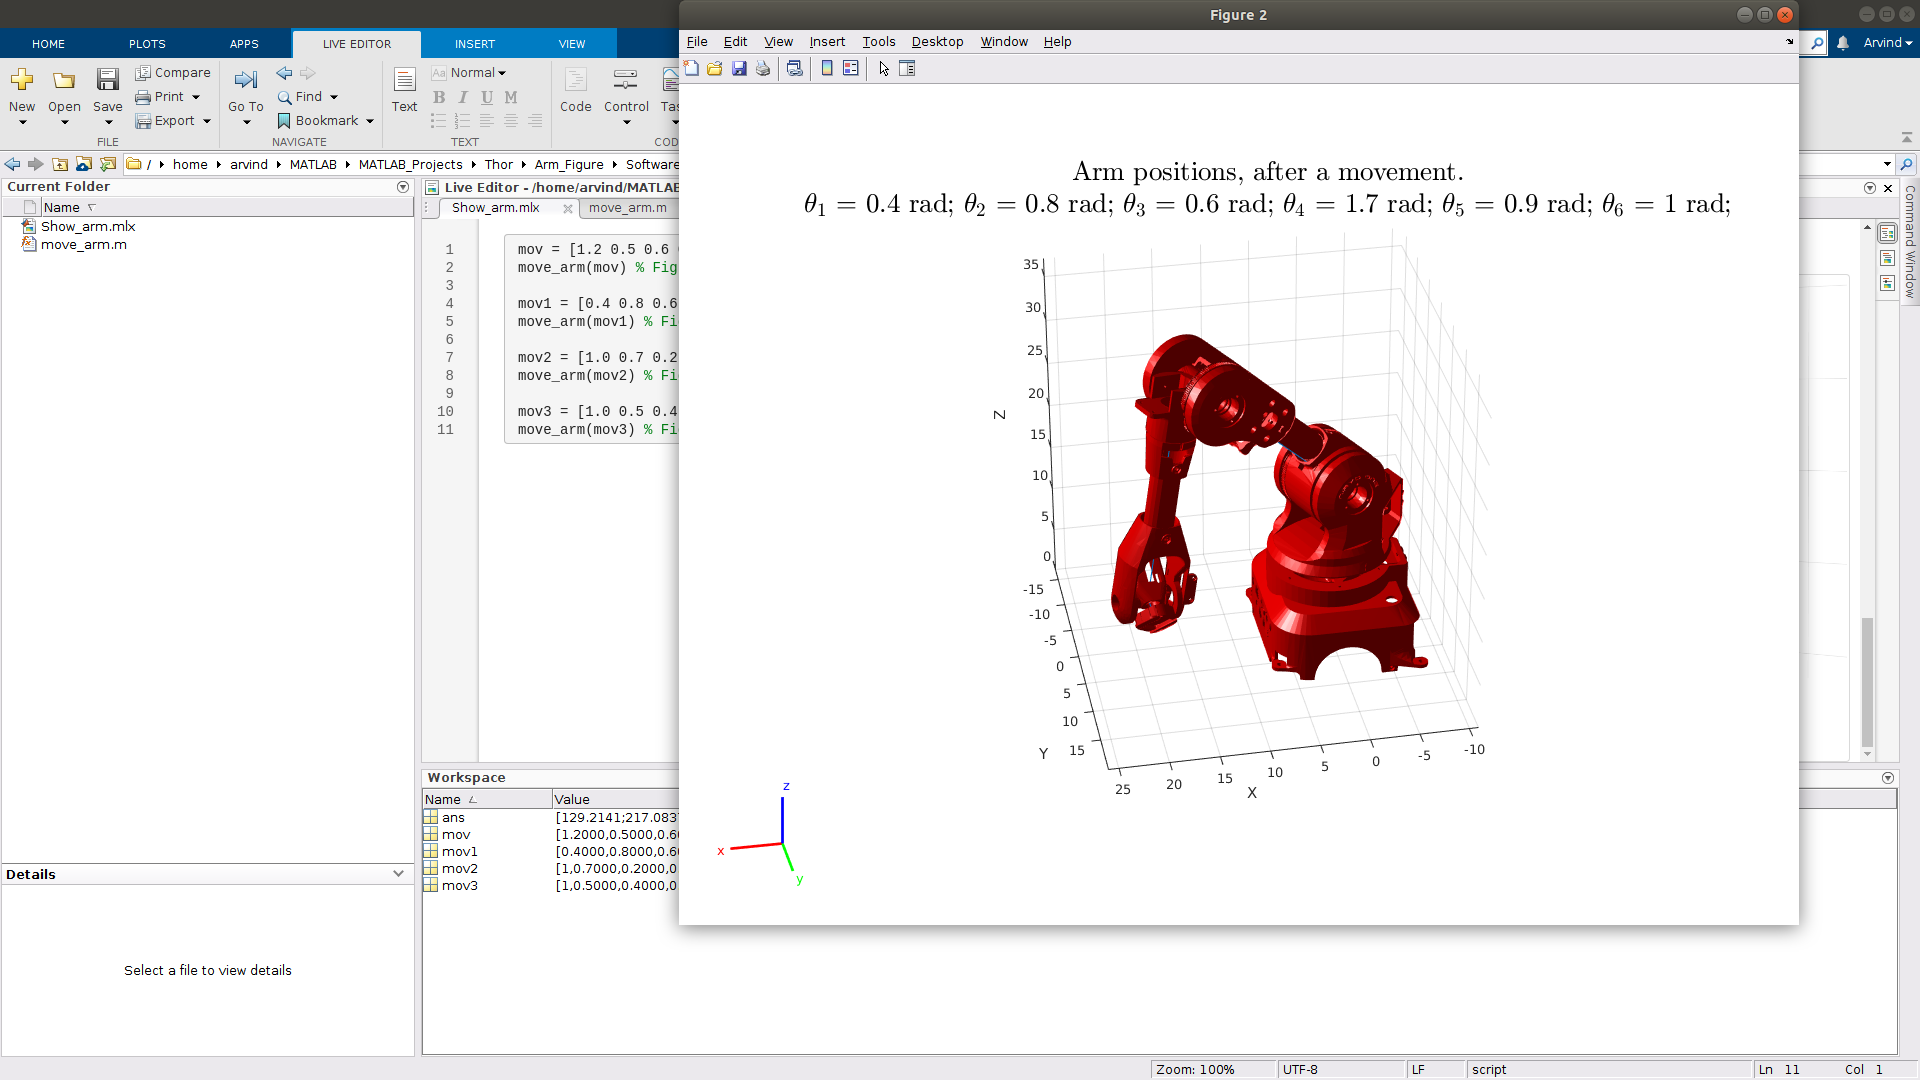 Figure 2
HOME PLOTS APPS LIVE EDITOR INSERT VIEW
File Edit View Insert Tools Desktop Window Help
Arvind
New Open Save Compare Print Export
FILE
Go To Find Bookmark
NAVIGATE
Text Aa Normal B I U M
TEXT
Code Control
/ home arvind MATLAB MATLAB_Projects Thor Arm_Figure Software
Current Folder
Name
Show_arm.mlx
move_arm.m
Details
Select a file to view details
Live Editor - /home/arvind/MATLAB
Show_arm.mlx move_arm.m
1 mov = [1.2 0.5 0.6
2 move_arm(mov) % Fig
3
4 mov1 = [0.4 0.8 0.6
5 move_arm(mov1) % Fi
6
7 mov2 = [1.0 0.7 0.2
8 move_arm(mov2) % Fi
9
10 mov3 = [1.0 0.5 0.4
11 move_arm(mov3) % Fi
Workspace
Name Value
ans [129.2141;217.083
mov [1.2000,0.5000,0.6
mov1 [0.4000,0.8000,0.6
mov2 [1,0.7000,0.2000,0
mov3 [1,0.5000,0.4000,0
Arm positions, after a movement.
θ1 = 0.4 rad; θ2 = 0.8 rad; θ3 = 0.6 rad; θ4 = 1.7 rad; θ5 = 0.9 rad; θ6 = 1 rad;
35
30
25
20
15
10
5
0
Z
-15
-10
-5
0
5
10
15
Y
25 20 15 10 5 0 -5 -10
X
z
x
y
Command Window
Zoom: 100% UTF-8 LF script Ln 11 Col 1